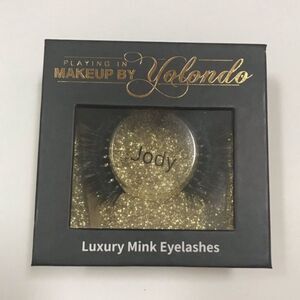 PLAYING IN
MAKEUP BY Yolondo
Jody
Luxury Mink Eyelashes